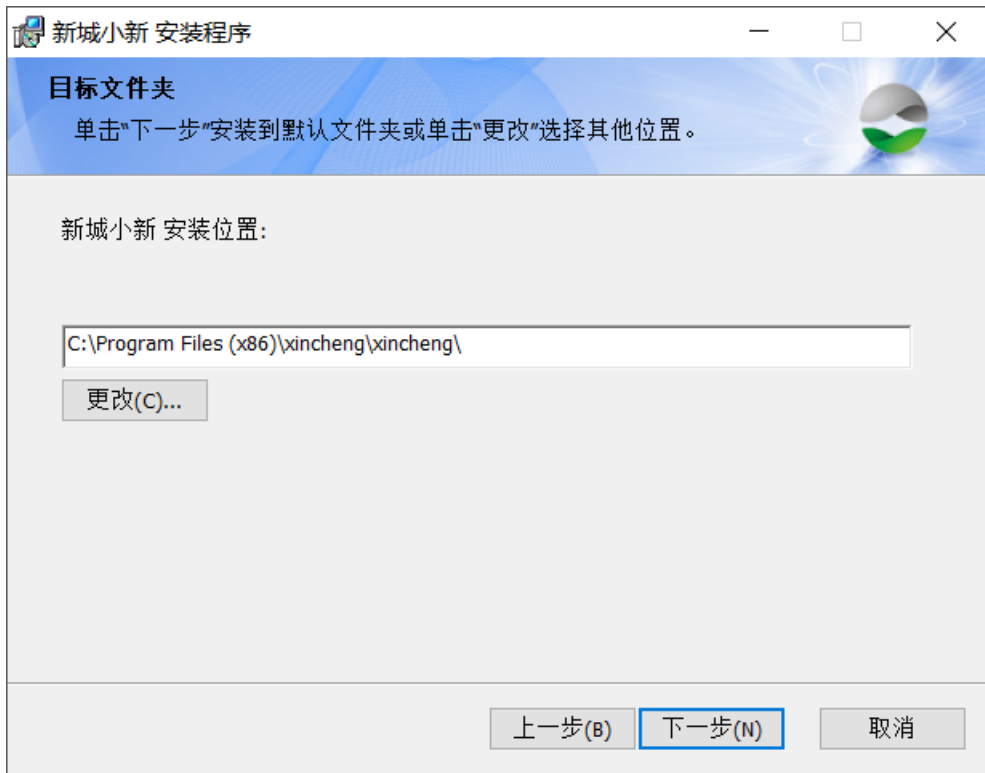 新城小新 安装程序
目标文件夹
单击“下一步”安装到默认文件夹或单击“更改”选择其他位置。
新城小新 安装位置:
C:\Program Files (x86)\xincheng\xincheng\
更改(C)...
上一步(B) 下一步(N) 取消